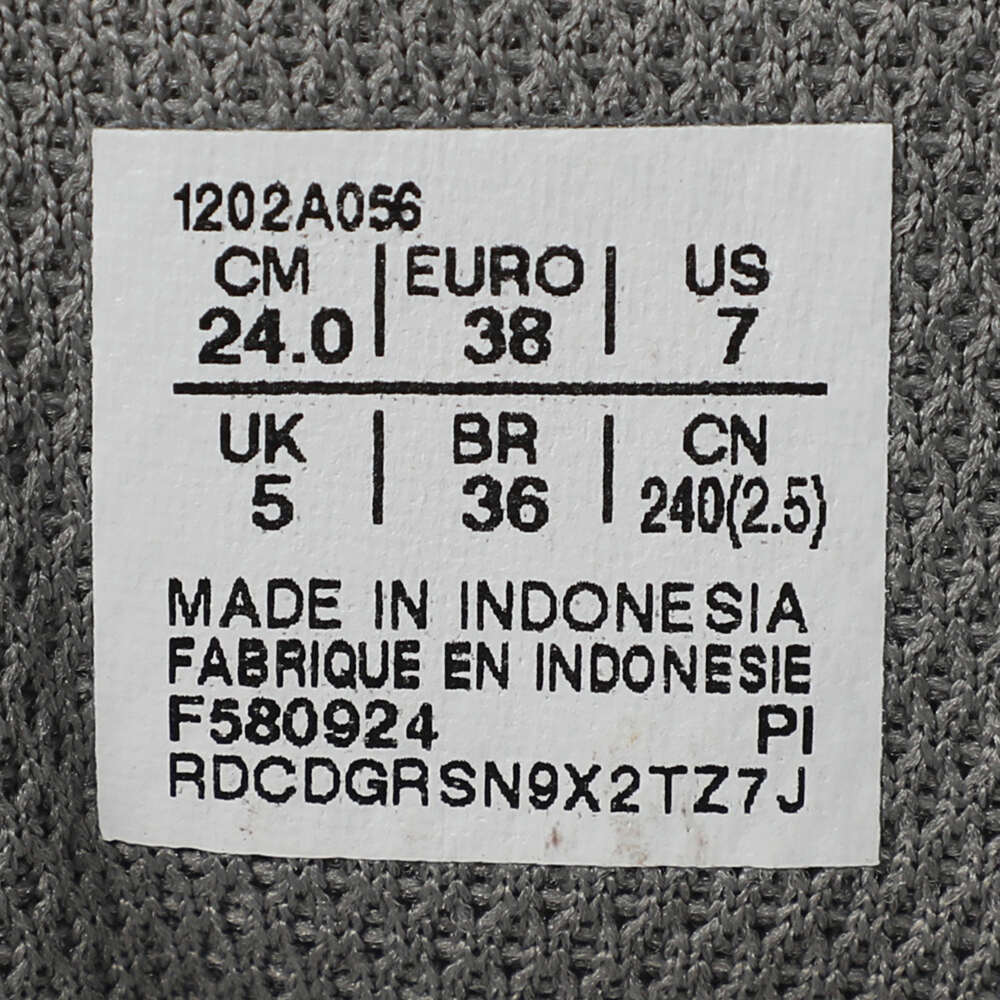 1202A056
CM | EURO | US
24.0 | 38 | 7
UK | BR | CN
5 | 36 | 240(2.5)
MADE IN INDONESIA
FABRIQUE EN INDONESIE
F580924 PI
RDCDGRSN9X2TZ7J